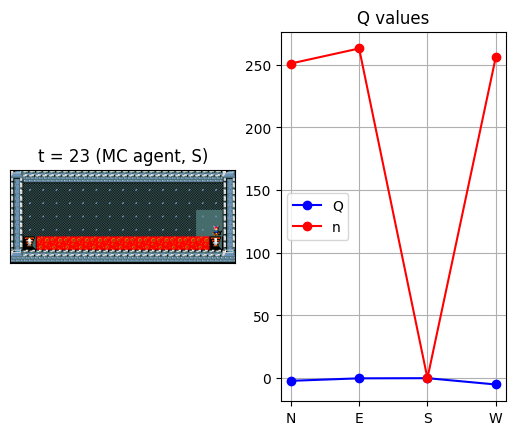 Q values
t = 23 (MC agent, S)
250
200
150
100
50
0
Q
n
N E S W